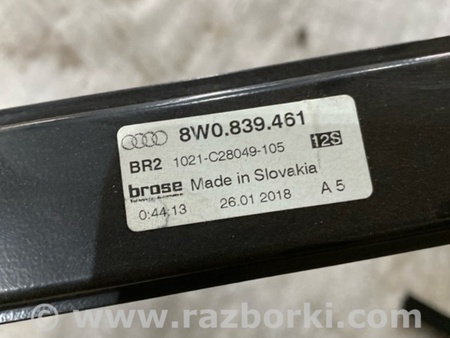 8W0.839.461
BR2 1021-C28049-105 12S
brose Made in Slovakia
0:44:13 26.01 2018 A 5
© www.razborki.com